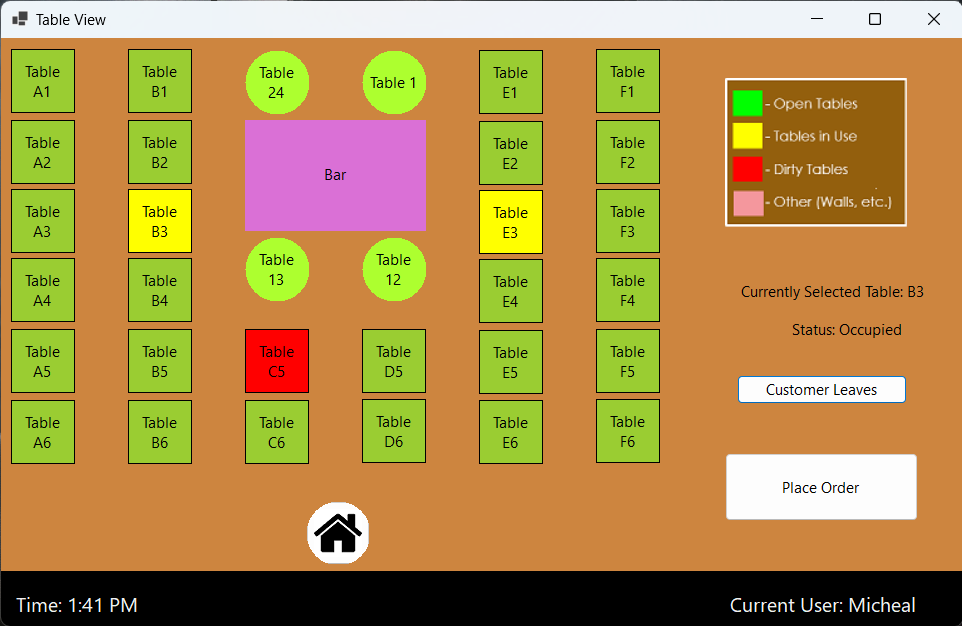 Table View
Table
A1
Table
B1
Table
24
Table 1
Table
E1
Table
F1
Table
A2
Table
B2
Bar
Table
E2
Table
F2
Table
A3
Table
B3
Table
E3
Table
F3
Table
A4
Table
B4
Table
13
Table
12
Table
E4
Table
F4
Table
A5
Table
B5
Table
C5
Table
D5
Table
E5
Table
F5
Table
A6
Table
B6
Table
C6
Table
D6
Table
E6
Table
F6
- Open Tables
- Tables in Use
- Dirty Tables
- Other (Walls, etc.)
Currently Selected Table: B3
Status: Occupied
Customer Leaves
Place Order
Time: 1:41 PM
Current User: Micheal